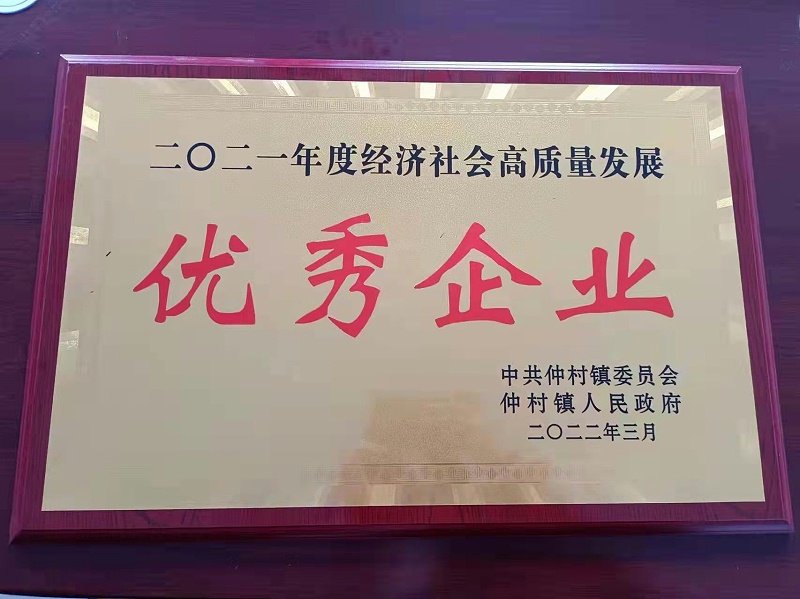 二〇二一年度经济社会高质量发展
优秀企业
中共仲村镇委员会
仲村镇人民政府
二〇二二年三月